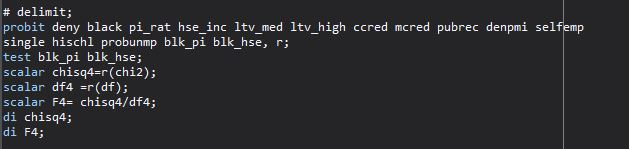 # delimit;
probit deny black pi_rat hse_inc ltv_med ltv_high ccred mcred pubrec denpmi selfemp
single hischl probunmp blk_pi blk_hse, r;
test blk_pi blk_hse;
scalar chisq4=r(chi2);
scalar df4 =r(df);
scalar F4= chisq4/df4;
di chisq4;
di F4;